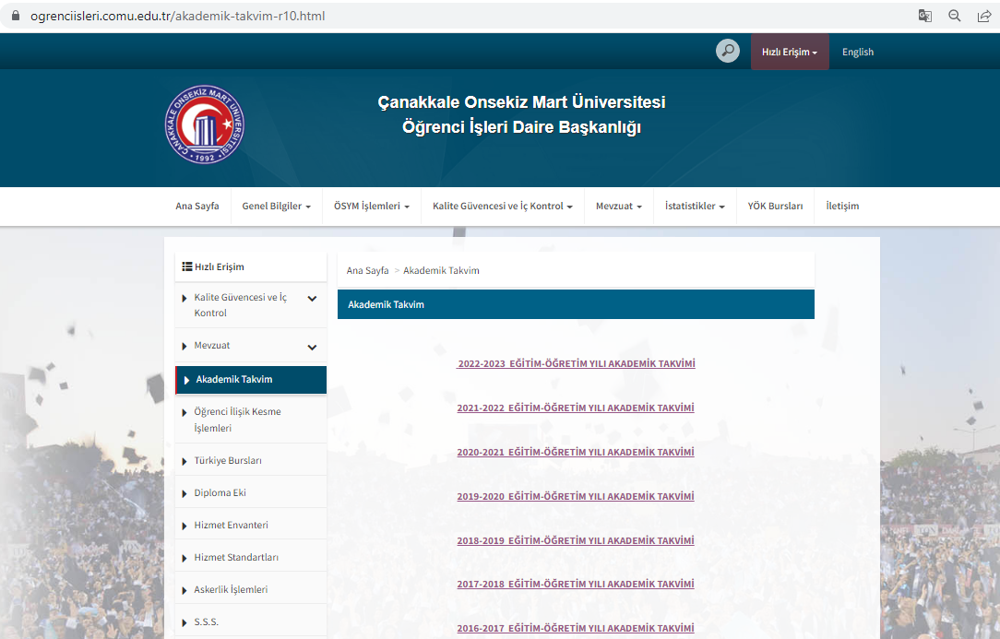 ogrenciisleri.comu.edu.tr/akademik-takvim-r10.html
Hızlı Erişim
English
ÇANAKKALE ONSEKİZ MART ÜNİVERSİTESİ
1992
Çanakkale Onsekiz Mart Üniversitesi
Öğrenci İşleri Daire Başkanlığı
Ana Sayfa
Genel Bilgiler
ÖSYM İşlemleri
Kalite Güvencesi ve İç Kontrol
Mevzuat
İstatistikler
YÖK Bursları
İletişim
Hızlı Erişim
Kalite Güvencesi ve İç
Kontrol
Mevzuat
Akademik Takvim
Öğrenci İlişik Kesme
İşlemleri
Türkiye Bursları
Diploma Eki
Hizmet Envanteri
Hizmet Standartları
Askerlik İşlemleri
S.S.S.
Ana Sayfa > Akademik Takvim
Akademik Takvim
2022-2023 EĞİTİM-ÖĞRETİM YILI AKADEMİK TAKVİMİ
2021-2022 EĞİTİM-ÖĞRETİM YILI AKADEMİK TAKVİMİ
2020-2021 EĞİTİM-ÖĞRETİM YILI AKADEMİK TAKVİMİ
2019-2020 EĞİTİM-ÖĞRETİM YILI AKADEMİK TAKVİMİ
2018-2019 EĞİTİM-ÖĞRETİM YILI AKADEMİK TAKVİMİ
2017-2018 EĞİTİM-ÖĞRETİM YILI AKADEMİK TAKVİMİ
2016-2017 EĞİTİM-ÖĞRETİM YILI AKADEMİK TAKVİMİ